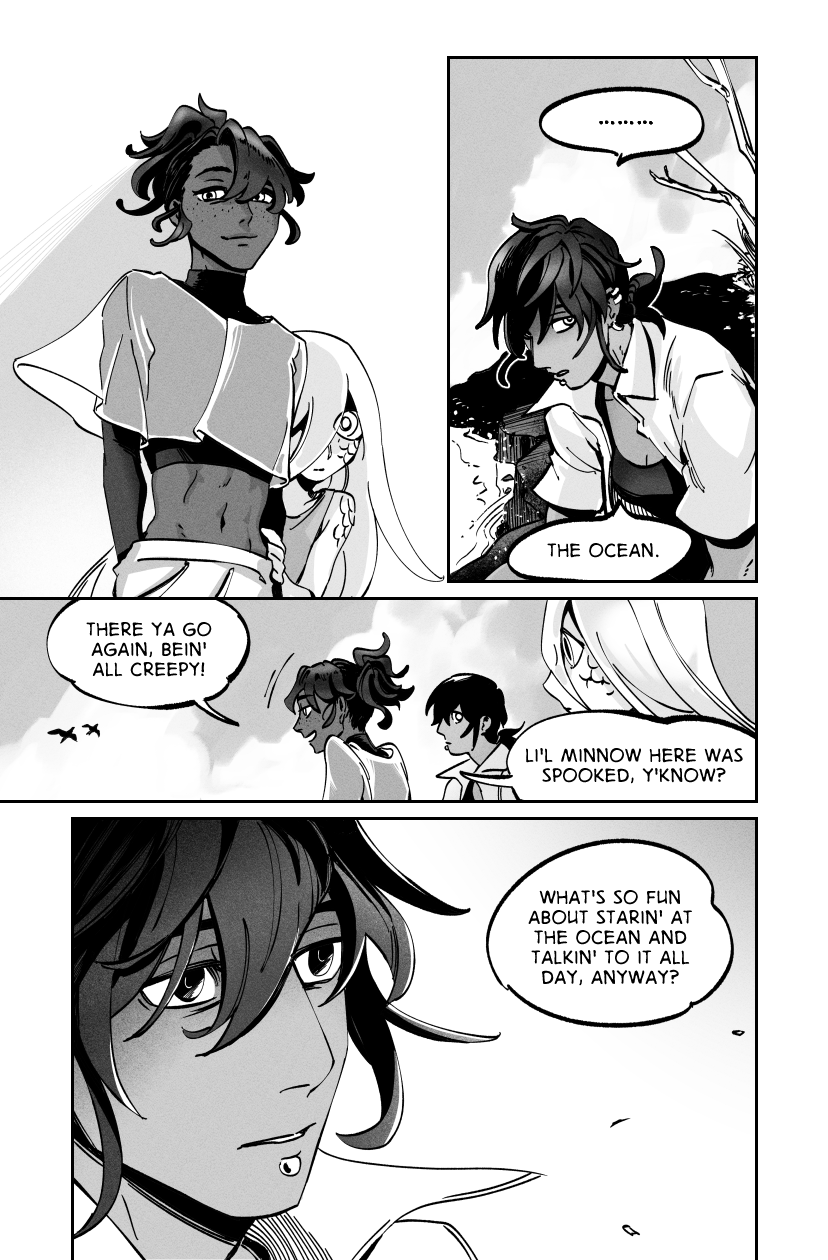 .........
THE OCEAN.
THERE YA GO
AGAIN, BEIN'
ALL CREEPY!
LI'L MINNOW HERE WAS
SPOOKED, Y'KNOW?
WHAT'S SO FUN
ABOUT STARIN' AT
THE OCEAN AND
TALKIN' TO IT ALL
DAY, ANYWAY?